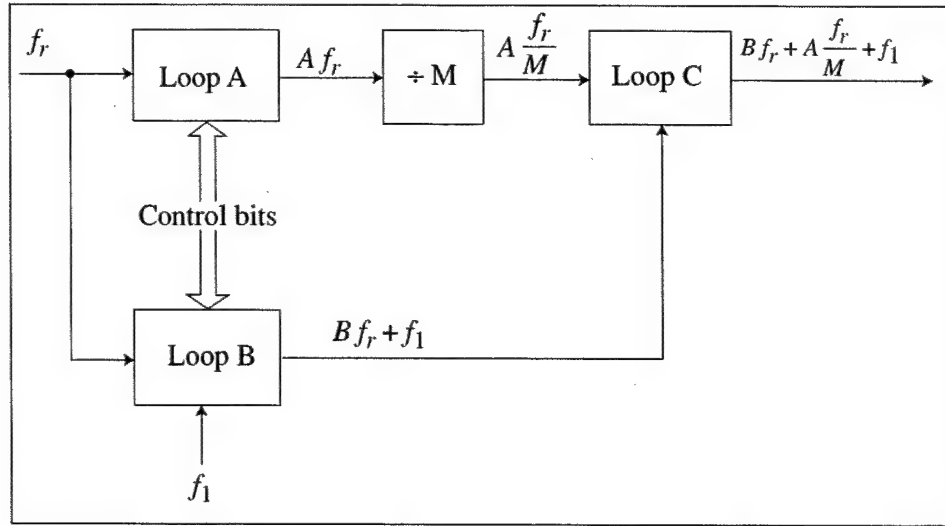 f_r
Loop A
A f_r
÷ M
A f_r/M
Loop C
B f_r + A f_r/M + f_1
Control bits
Loop B
B f_r + f_1
f_1